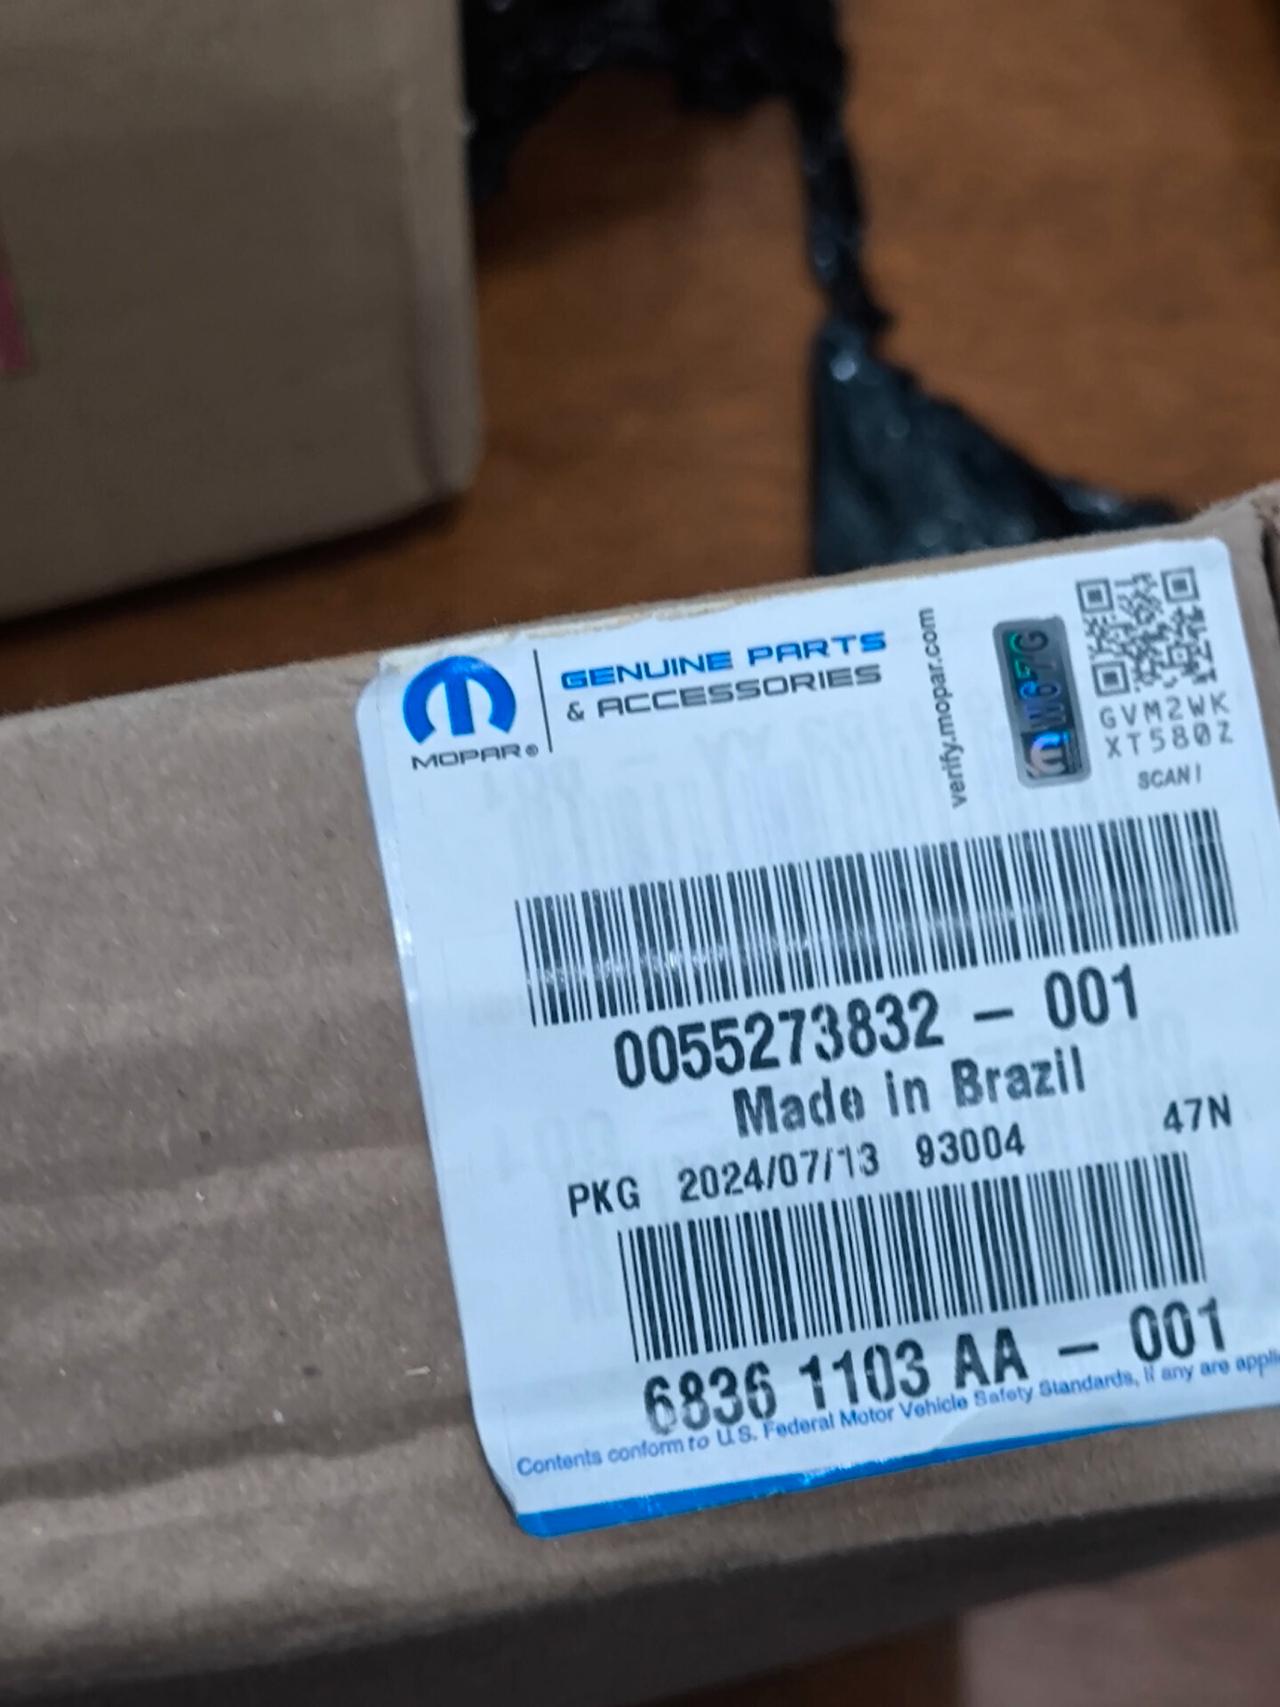 MOPAR®
GENUINE PARTS
& ACCESSORIES
verify.mopar.com
W67G
GVM2WK
XT580Z
SCAN!
0055273832 - 001
Made in Brazil
PKG 2024/07/13 93004 47N
6836 1103 AA - 001
Contents conform to U.S. Federal Motor Vehicle Safety Standards, if any are